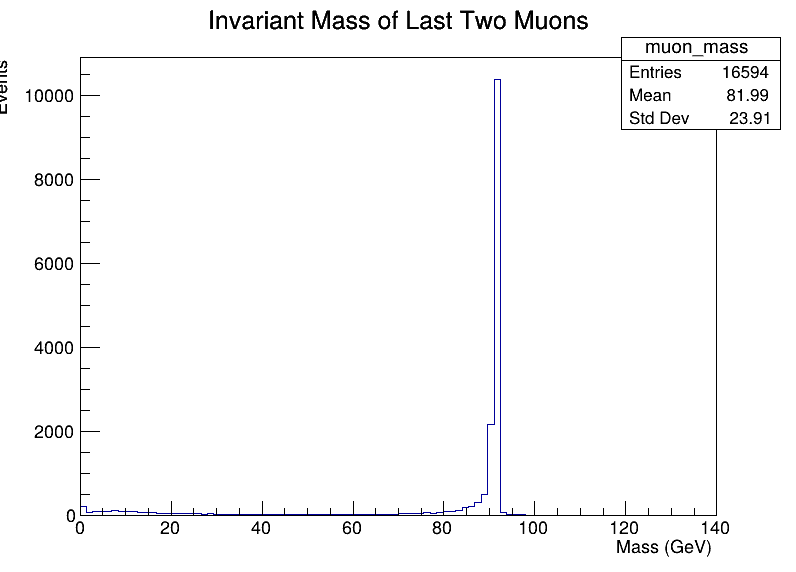 Invariant Mass of Last Two Muons
muon_mass
Entries 16594
Mean 81.99
Std Dev 23.91
Events
10000
8000
6000
4000
2000
0
0 20 40 60 80 100 120 140
Mass (GeV)